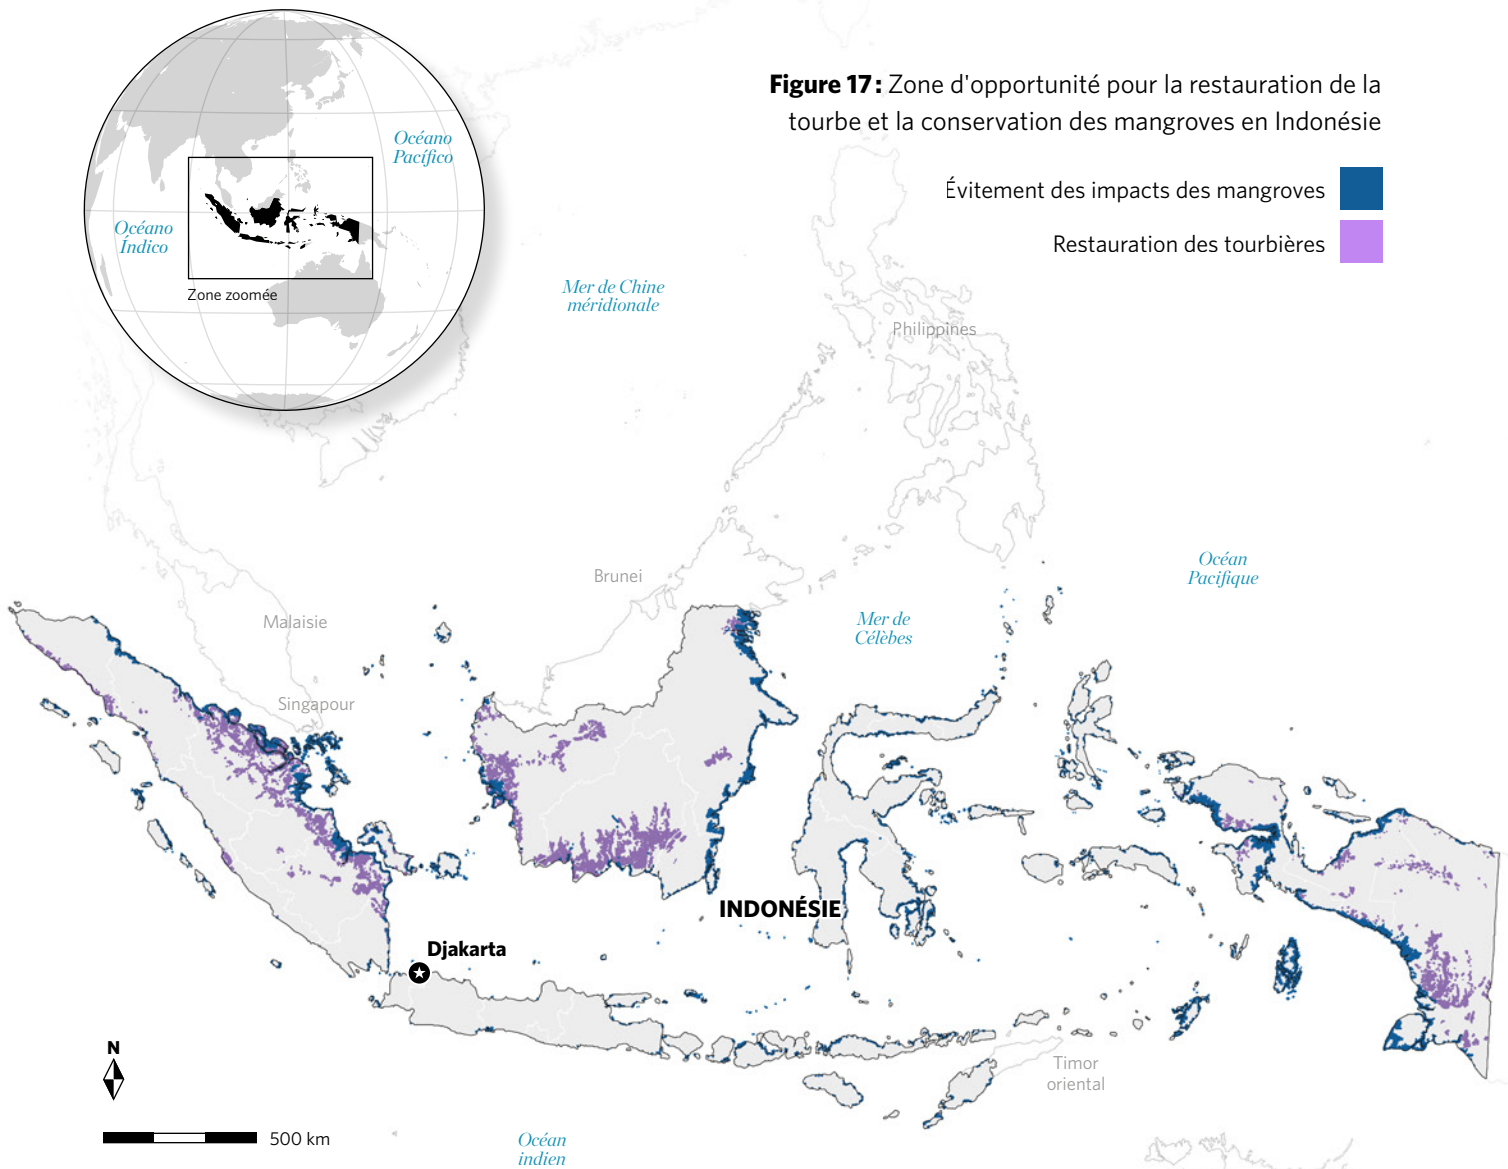 Figure 17 : Zone d'opportunité pour la restauration de la
tourbe et la conservation des mangroves en Indonésie
Évitement des impacts des mangroves
Restauration des tourbières
Océano
Pacífico
Océano
Índico
Zone zoomée
Mer de Chine
méridionale
Philippines
Océan
Pacifique
Brunei
Malaisie
Mer de
Célèbes
Singapour
INDONÉSIE
Djakarta
N
Timor
oriental
500 km
Océan
indien